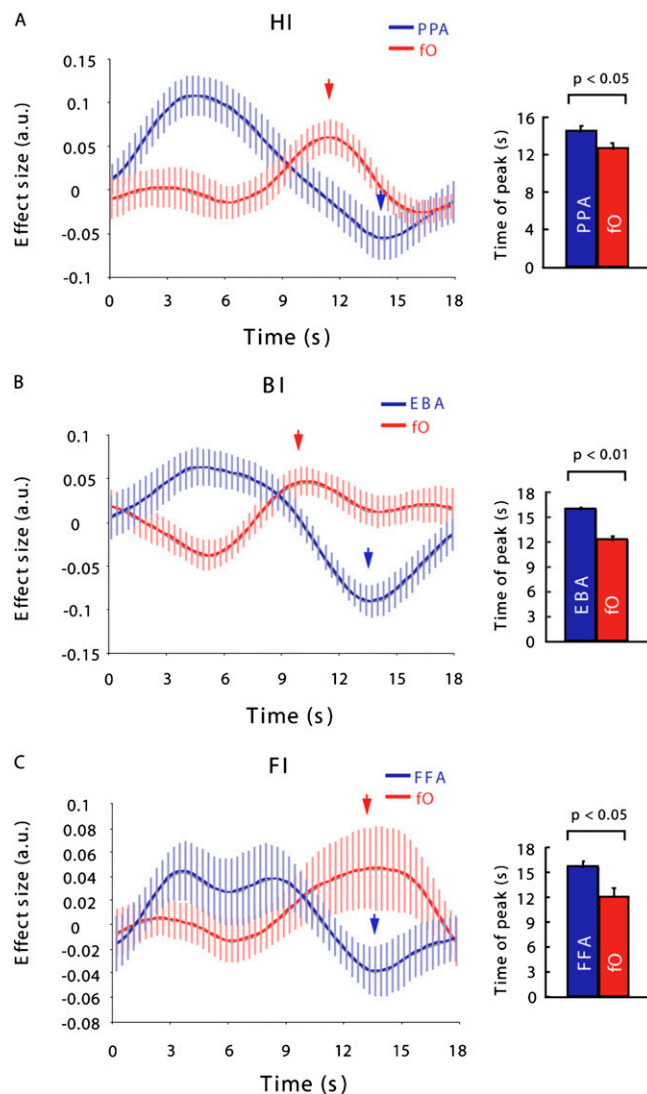 A
HI
PPA
fO
Effect size (a.u.)
0.15
0.1
0.05
0
-0.05
-0.1
0 3 6 9 12 15 18
Time (s)
p < 0.05
Time of peak (s)
16
12
8
4
0
PPA
fO
B
BI
EBA
fO
Effect size (a.u.)
0.1
0.05
0
-0.05
-0.1
-0.15
0 3 6 9 12 15 18
Time (s)
p < 0.01
Time of peak (s)
18
15
12
9
6
3
0
EBA
fO
C
FI
FFA
fO
Effect size (a.u.)
0.1
0.08
0.06
0.04
0.02
0
-0.02
-0.04
-0.06
-0.08
0 3 6 9 12 15 18
Time (s)
p < 0.05
Time of peak (s)
18
15
12
9
6
3
0
FFA
fO